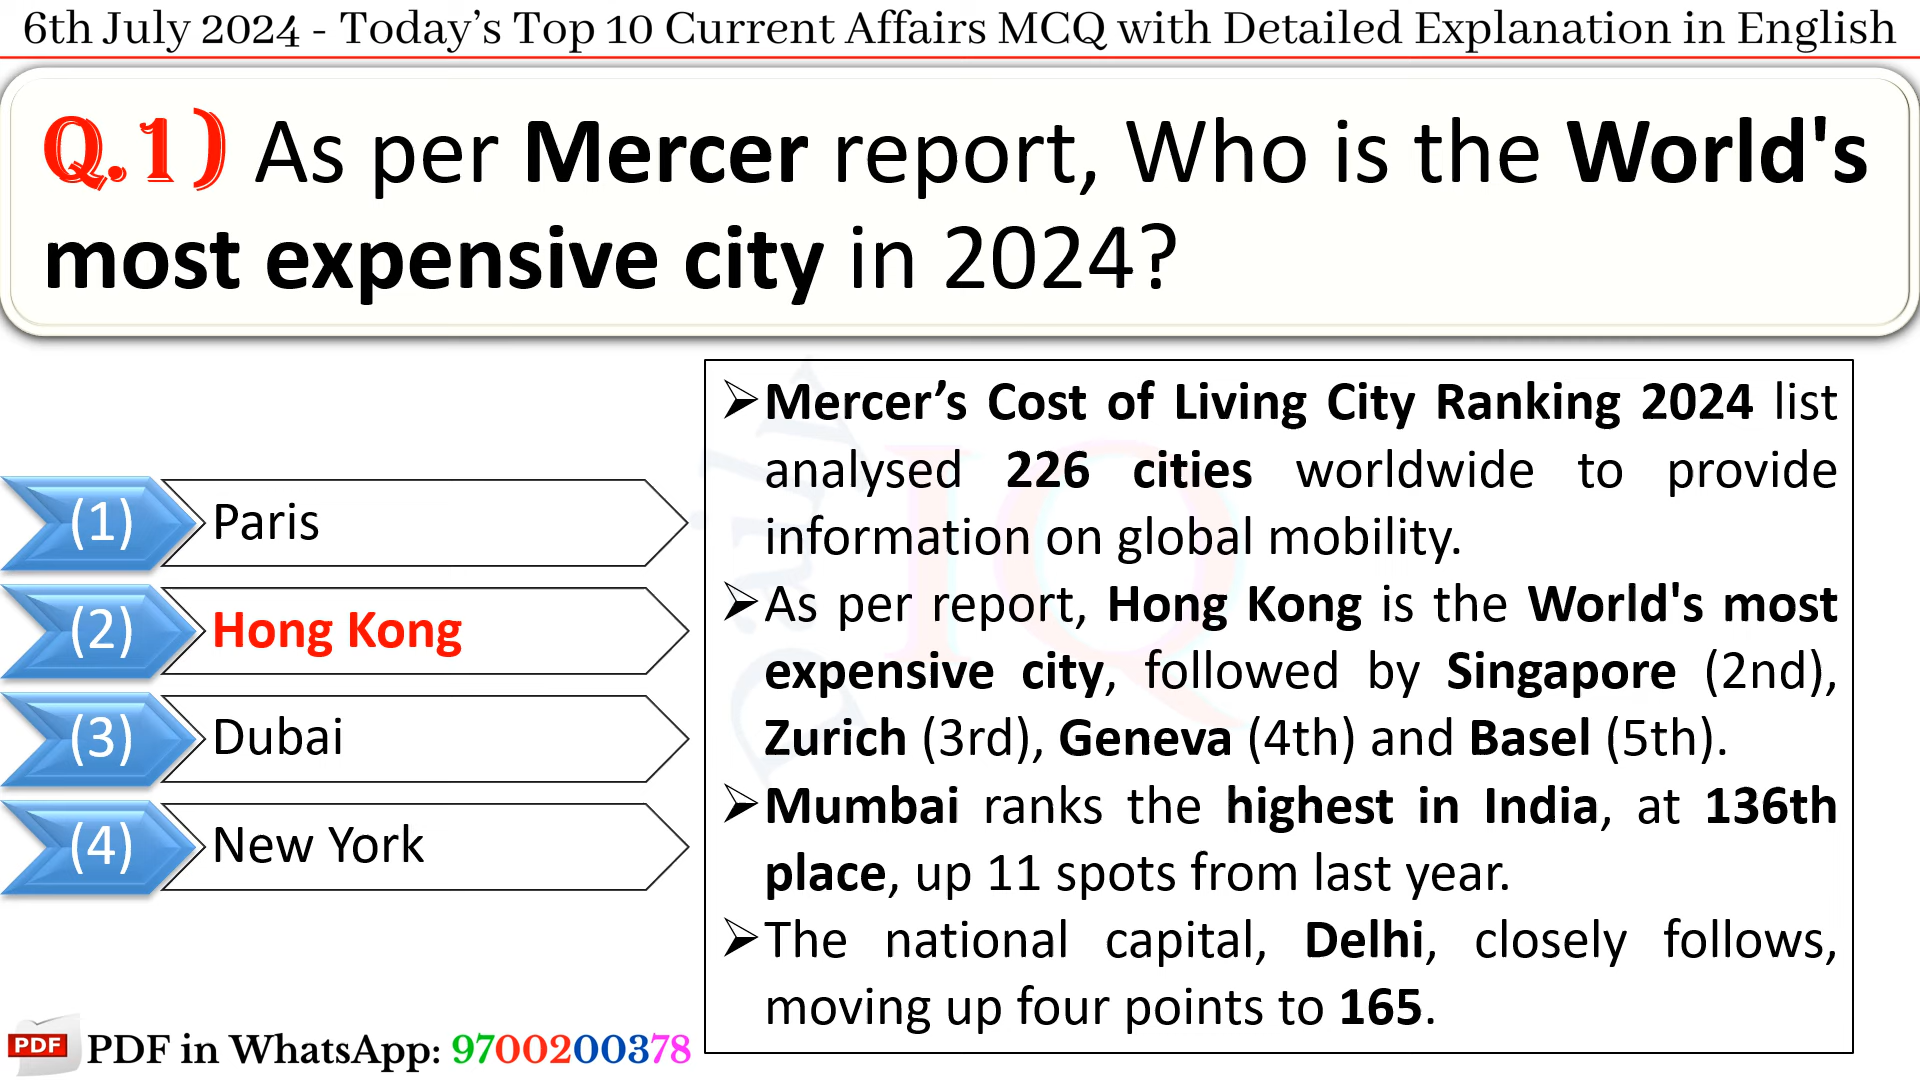 6th July 2024 - Today’s Top 10 Current Affairs MCQ with Detailed Explanation in English
Q.1) As per Mercer report, Who is the World's
most expensive city in 2024?
(1) Paris
(2) Hong Kong
(3) Dubai
(4) New York
➢Mercer’s Cost of Living City Ranking 2024 list
analysed 226 cities worldwide to provide
information on global mobility.
➢As per report, Hong Kong is the World's most
expensive city, followed by Singapore (2nd),
Zurich (3rd), Geneva (4th) and Basel (5th).
➢Mumbai ranks the highest in India, at 136th
place, up 11 spots from last year.
➢The national capital, Delhi, closely follows,
moving up four points to 165.
Daily
IQ
PDF PDF in WhatsApp: 9700200378